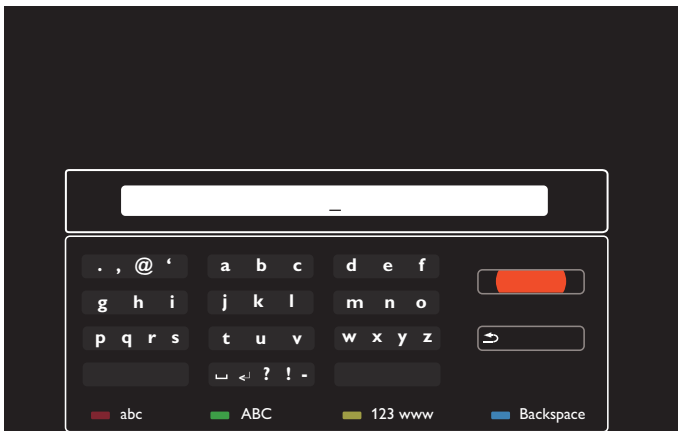 _
. , @ ‘ a b c d e f
g h i j k l m n o
p q r s t u v w x y z
␣ ↵ ? ! -
abc ABC 123 www Backspace